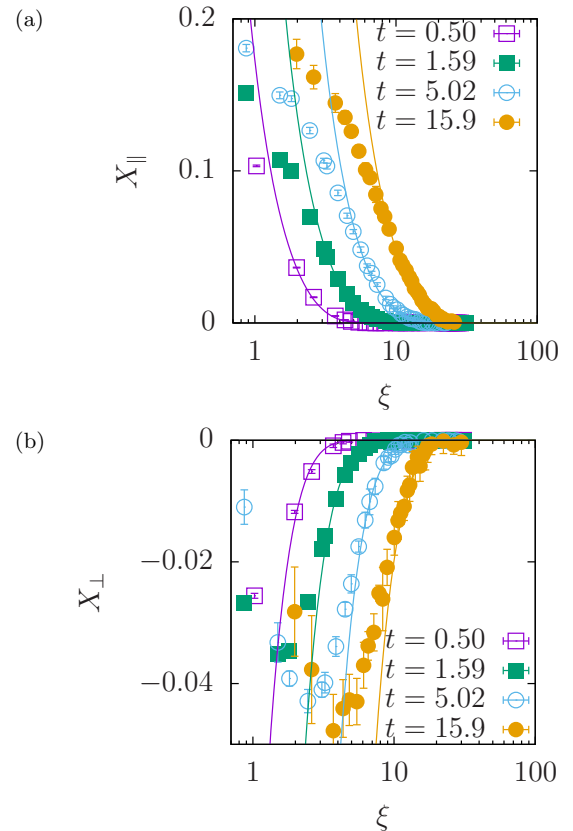 (a)
0.2
0.1
0
X∥
t = 0.50
t = 1.59
t = 5.02
t = 15.9
1 10 100
ξ
(b)
0
−0.02
−0.04
X⊥
t = 0.50
t = 1.59
t = 5.02
t = 15.9
1 10 100
ξ